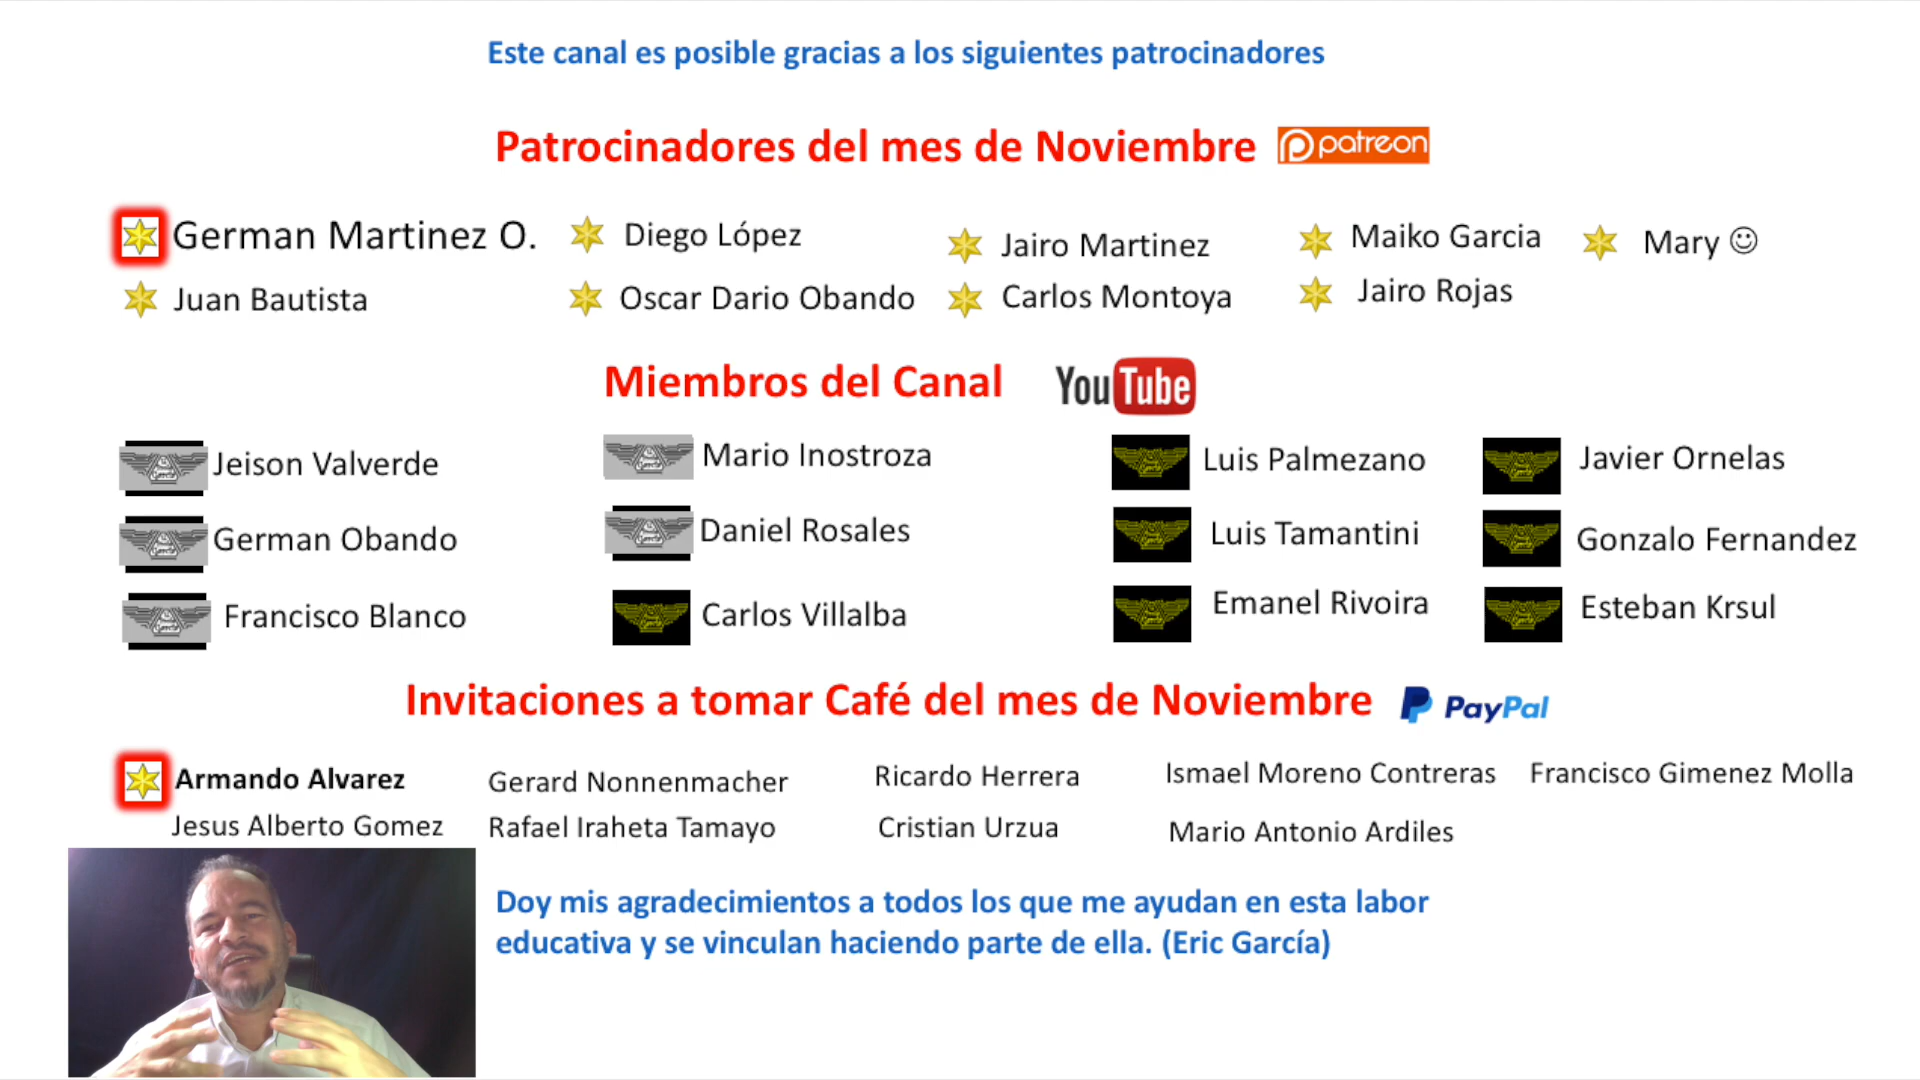 Este canal es posible gracias a los siguientes patrocinadores
Patrocinadores del mes de Noviembre patreon
German Martinez O. Diego López Jairo Martinez Maiko Garcia Mary
Juan Bautista Oscar Dario Obando Carlos Montoya Jairo Rojas
Miembros del Canal YouTube
Jeison Valverde Mario Inostroza Luis Palmezano Javier Ornelas
German Obando Daniel Rosales Luis Tamantini Gonzalo Fernandez
Francisco Blanco Carlos Villalba Emanel Rivoira Esteban Krsul
Invitaciones a tomar Café del mes de Noviembre PayPal
Armando Alvarez Gerard Nonnenmacher Ricardo Herrera Ismael Moreno Contreras Francisco Gimenez Molla
Jesus Alberto Gomez Rafael Iraheta Tamayo Cristian Urzua Mario Antonio Ardiles
Doy mis agradecimientos a todos los que me ayudan en esta labor
educativa y se vinculan haciendo parte de ella. (Eric García)